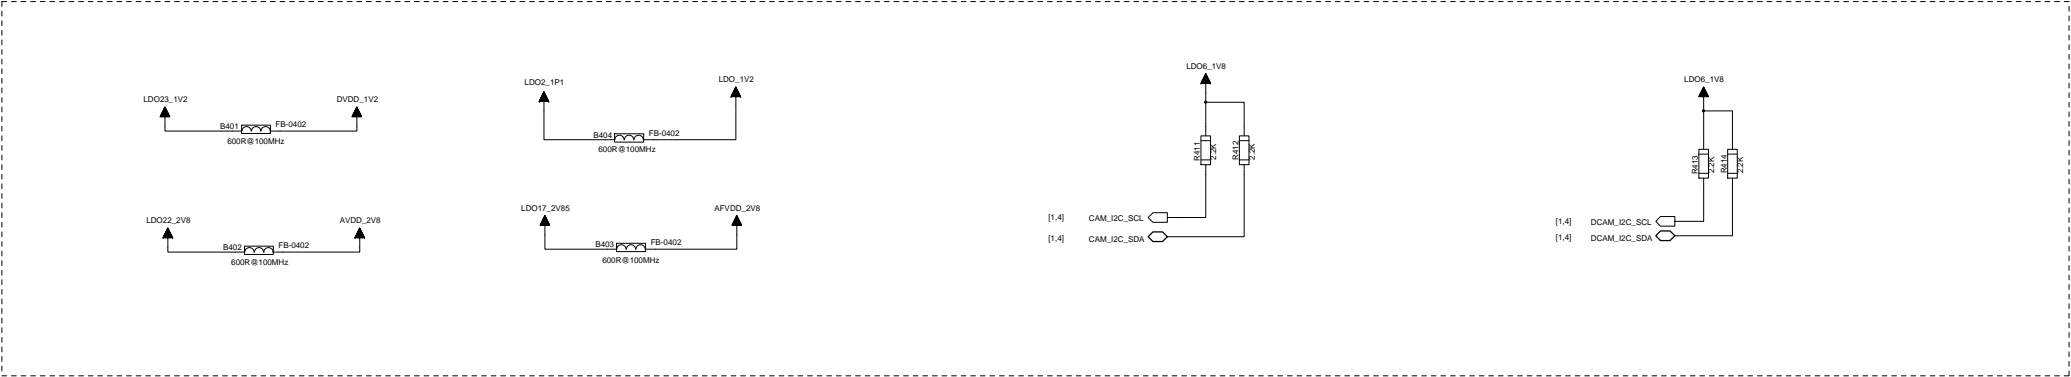 LDO23_1V2
DVDD_1V2
B401
FB-0402
600R@100MHz
LDO2_1P1
LDO_1V2
B404
FB-0402
600R@100MHz
LDO22_2V8
AVDD_2V8
B402
FB-0402
600R@100MHz
LDO17_2V85
AFVDD_2V8
B403
FB-0402
600R@100MHz
LDO6_1V8
R411
2.2K
R412
2.2K
[1,4] CAM_I2C_SCL
[1,4] CAM_I2C_SDA
LDO6_1V8
R413
2.2K
R414
2.2K
[1,4] DCAM_I2C_SCL
[1,4] DCAM_I2C_SDA